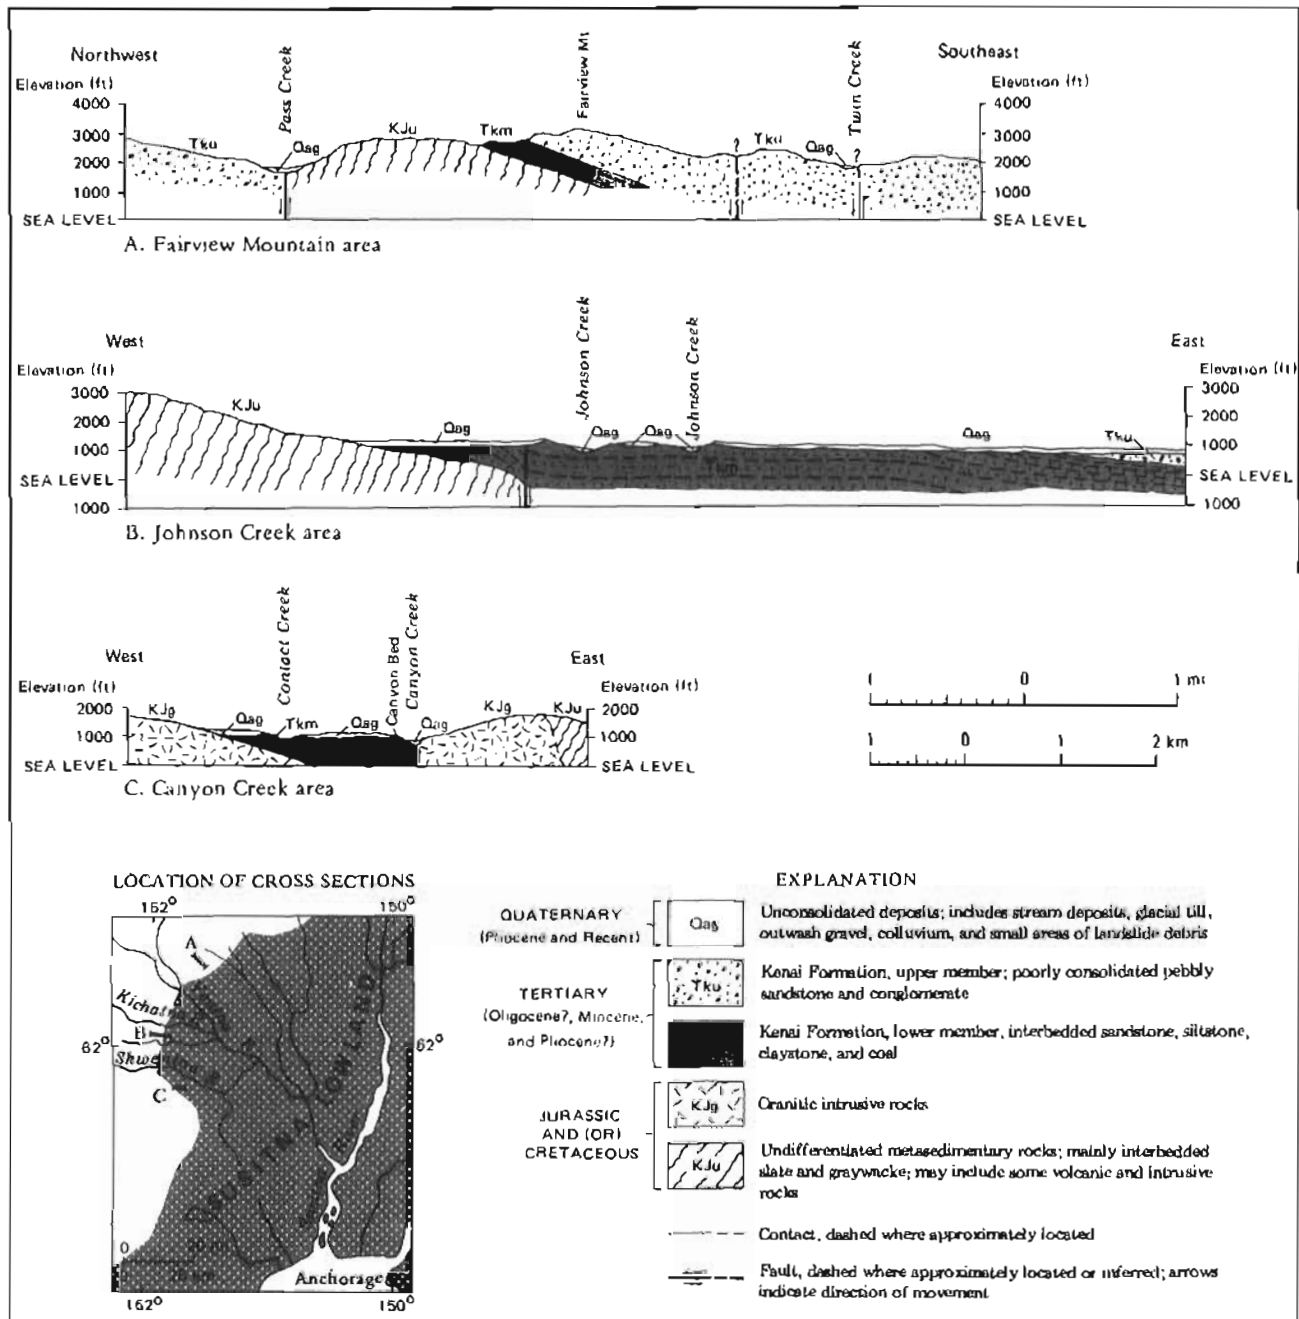 Northwest
Pass Creek
Fairview Mt
Twin Creek
Southeast
Elevation (ft)
Elevation (ft)
4000
3000
2000
1000
SEA LEVEL
Tku
Qag
KJu
Tkm
?
Tku
Qag
?
4000
3000
2000
1000
SEA LEVEL
A. Fairview Mountain area
West
Johnson Creek
Johnson Creek
East
Elevation (ft)
Elevation (ft)
3000
2000
1000
SEA LEVEL
1000
KJu
Qag
Qag
Qag
Qag
Tku
Tkm
3000
2000
1000
SEA LEVEL
1000
B. Johnson Creek area
West
Contact Creek
Canyon Bed
Canyon Creek
East
Elevation (ft)
Elevation (ft)
2000
1000
SEA LEVEL
KJg
Qag
Tkm
Qag
Qag
KJg
KJu
2000
1000
SEA LEVEL
C. Canyon Creek area
1 0 1 mi
1 0 1 2 km
LOCATION OF CROSS SECTIONS
152°
150°
A
B
62°
62°
C
SUSITNA LOWLAND
0
Anchorage
152°
150°
EXPLANATION
QUATERNARY
(Pliocene and Recent)
Qag
Unconsolidated deposits; includes stream deposits, glacial till,
outwash gravel, colluvium, and small areas of landslide debris
TERTIARY
(Oligocene?, Miocene,
and Pliocene?)
Tku
Kenai Formation, upper member; poorly consolidated pebbly
sandstone and conglomerate
Kenai Formation, lower member, interbedded sandstone, siltstone,
claystone, and coal
JURASSIC
AND (OR)
CRETACEOUS
KJg
Granitic intrusive rocks
KJu
Undifferentiated metasedimentary rocks; mainly interbedded
slate and graywacke; may include some volcanic and intrusive
rocks
Contact, dashed where approximately located
Fault, dashed where approximately located or inferred; arrows
indicate direction of movement